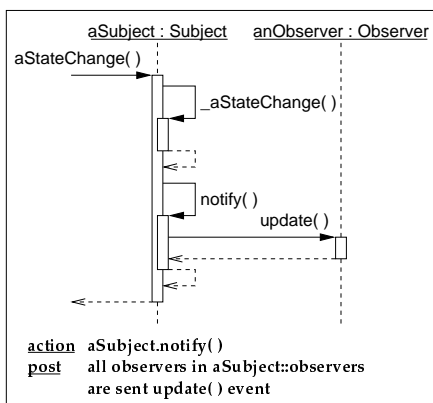 aSubject : Subject anObserver : Observer
aStateChange( )
_aStateChange( )
notify( )
update( )
action aSubject.notify( )
post all observers in aSubject::observers
are sent update( ) event